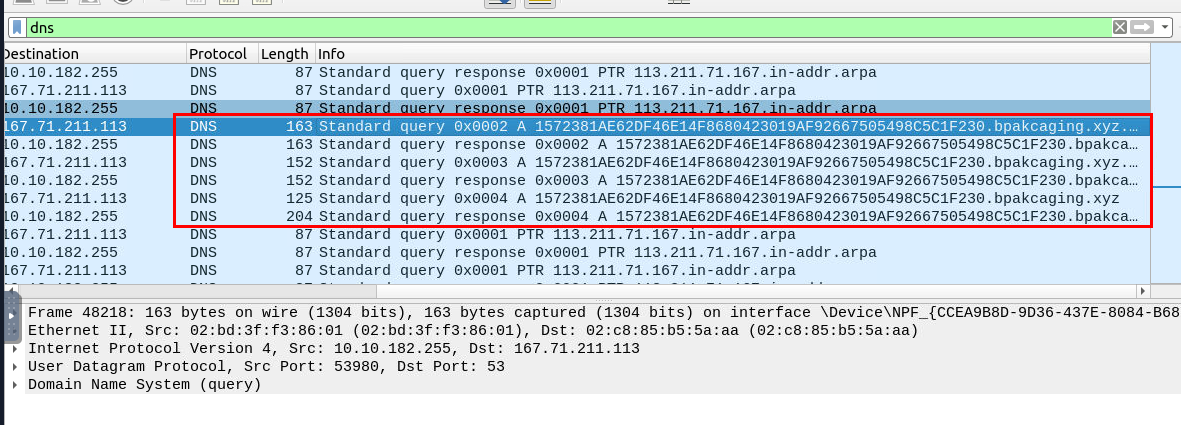 dns
Destination Protocol Length Info
10.10.182.255 DNS 87 Standard query response 0x0001 PTR 113.211.71.167.in-addr.arpa
167.71.211.113 DNS 87 Standard query 0x0001 PTR 113.211.71.167.in-addr.arpa
10.10.182.255 DNS 87 Standard query response 0x0001 PTR 113.211.71.167.in-addr.arpa
167.71.211.113 DNS 163 Standard query 0x0002 A 1572381AE62DF46E14F8680423019AF92667505498C5C1F230.bpakcaging.xyz.…
10.10.182.255 DNS 163 Standard query response 0x0002 A 1572381AE62DF46E14F8680423019AF92667505498C5C1F230.bpakca…
167.71.211.113 DNS 152 Standard query 0x0003 A 1572381AE62DF46E14F8680423019AF92667505498C5C1F230.bpakcaging.xyz.…
10.10.182.255 DNS 152 Standard query response 0x0003 A 1572381AE62DF46E14F8680423019AF92667505498C5C1F230.bpakca…
167.71.211.113 DNS 125 Standard query 0x0004 A 1572381AE62DF46E14F8680423019AF92667505498C5C1F230.bpakcaging.xyz
10.10.182.255 DNS 204 Standard query response 0x0004 A 1572381AE62DF46E14F8680423019AF92667505498C5C1F230.bpakca…
167.71.211.113 DNS 87 Standard query 0x0001 PTR 113.211.71.167.in-addr.arpa
10.10.182.255 DNS 87 Standard query response 0x0001 PTR 113.211.71.167.in-addr.arpa
167.71.211.113 DNS 87 Standard query 0x0001 PTR 113.211.71.167.in-addr.arpa
Frame 48218: 163 bytes on wire (1304 bits), 163 bytes captured (1304 bits) on interface \Device\NPF_{CCEA9B8D-9D36-437E-8084-B68
Ethernet II, Src: 02:bd:3f:f3:86:01 (02:bd:3f:f3:86:01), Dst: 02:c8:85:b5:5a:aa (02:c8:85:b5:5a:aa)
Internet Protocol Version 4, Src: 10.10.182.255, Dst: 167.71.211.113
User Datagram Protocol, Src Port: 53980, Dst Port: 53
Domain Name System (query)